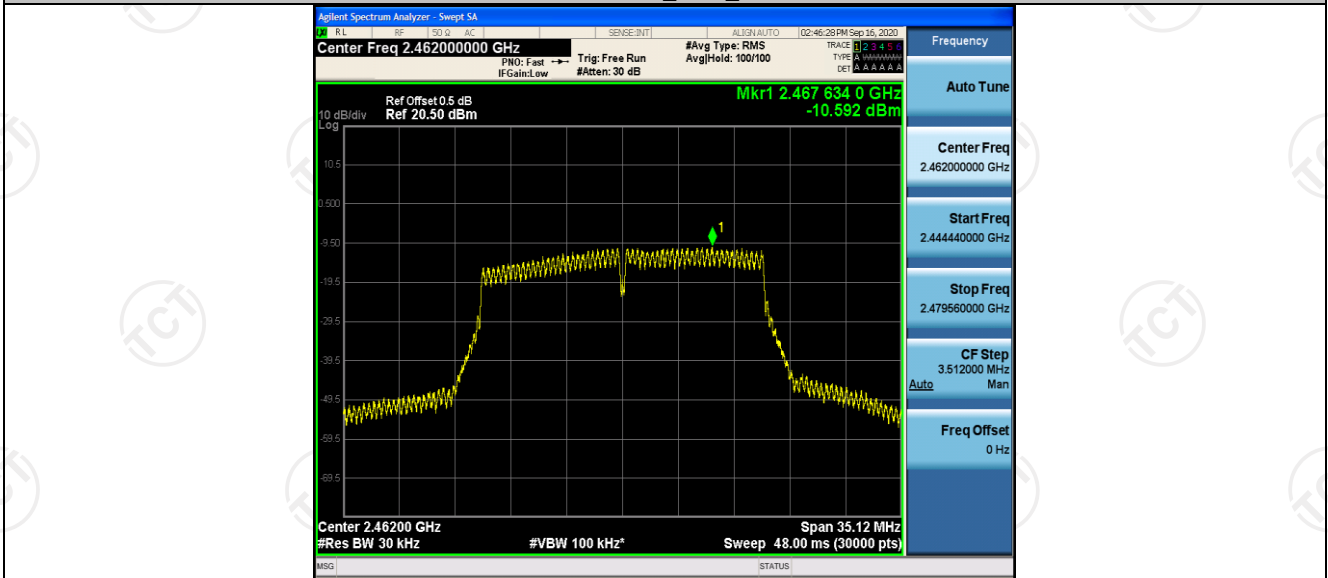 Agilent Spectrum Analyzer - Swept SA
RL RF 50 Ω AC SENSE:INT ALIGN AUTO 02:46:28 PM Sep 16, 2020
Center Freq 2.462000000 GHz
PNO: Fast
IFGain:Low
Trig: Free Run
#Atten: 30 dB
#Avg Type: RMS
Avg|Hold: 100/100
TRACE 1 2 3 4 5 6
TYPE A WWWWW
DET A A A A A A
Mkr1 2.467 634 0 GHz
-10.592 dBm
Ref Offset 0.5 dB
10 dB/div Ref 20.50 dBm
Log
1
10.5
0.500
-9.50
-19.5
-29.5
-39.5
-49.5
-59.5
-69.5
Center 2.46200 GHz Span 35.12 MHz
#Res BW 30 kHz #VBW 100 kHz* Sweep 48.00 ms (30000 pts)
MSG STATUS
Frequency
Auto Tune
Center Freq
2.462000000 GHz
Start Freq
2.444440000 GHz
Stop Freq
2.479560000 GHz
CF Step
3.512000 MHz
Auto Man
Freq Offset
0 Hz
TCT
TCT
TCT
TCT